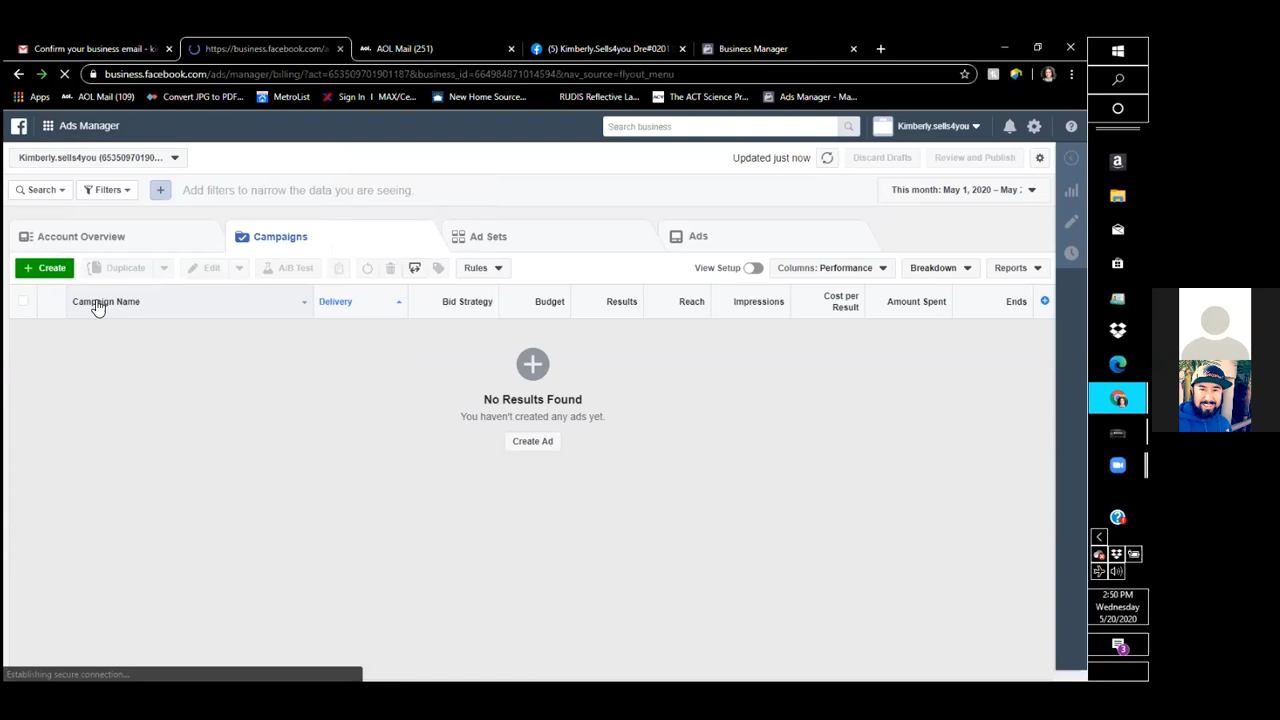 Confirm your business email - ki
https://business.facebook.com/a
AOL Mail (251)
(5) Kimberly.Sells4you Dre#0201
Business Manager
business.facebook.com/ads/manager/billing/?act=653509701901187&business_id=664984871014594&nav_source=flyout_menu
Apps
AOL Mail (109)
Convert JPG to PDF...
MetroList
Sign In | MAX/Ce...
New Home Source...
RUDIS Reflective La...
The ACT Science Pr...
Ads Manager - Ma...
Ads Manager
Search business
Kimberly.sells4you
Kimberly.sells4you (65350970190...
Updated just now
Discard Drafts
Review and Publish
Search
Filters
Add filters to narrow the data you are seeing.
This month: May 1, 2020 – May
Account Overview
Campaigns
Ad Sets
Ads
+ Create
Duplicate
Edit
A/B Test
Rules
View Setup
Columns: Performance
Breakdown
Reports
Campaign Name
Delivery
Bid Strategy
Budget
Results
Reach
Impressions
Cost per
Result
Amount Spent
Ends
No Results Found
You haven't created any ads yet.
Create Ad
Establishing secure connection...
2:50 PM
Wednesday
5/20/2020
3